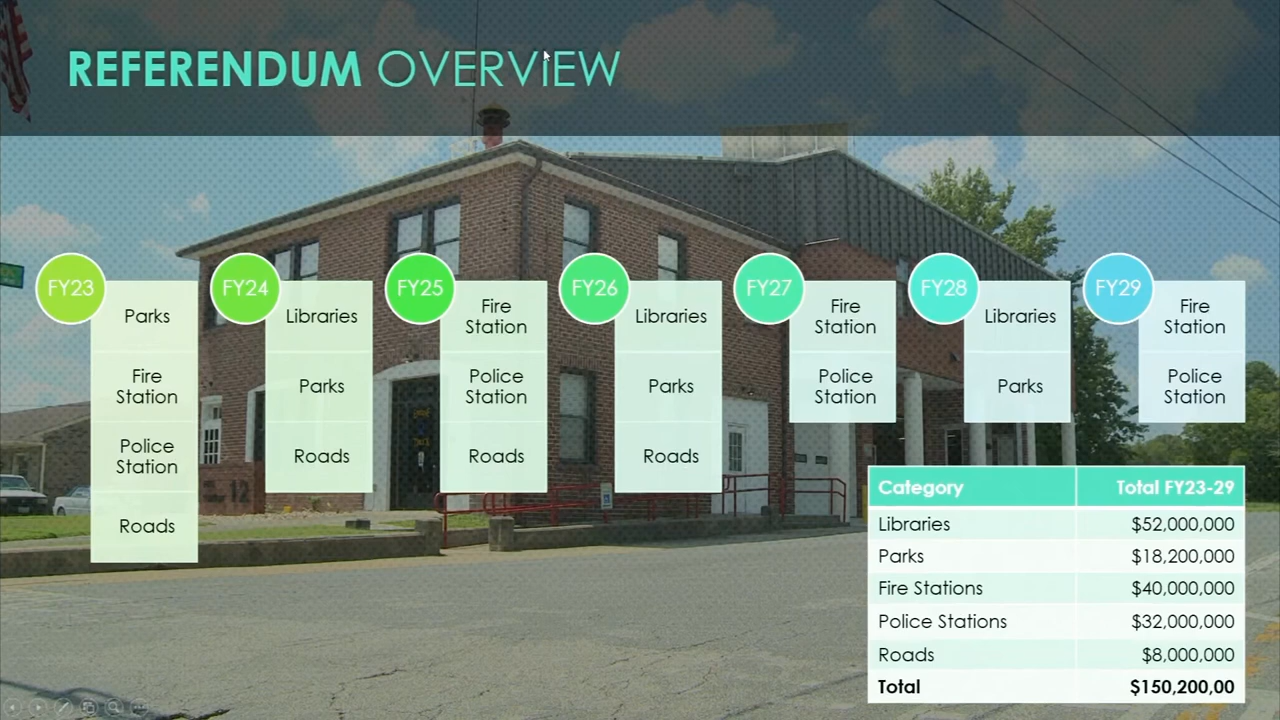 REFERENDUM OVERVIEW
FY23
Parks
Fire
Station
Police
Station
Roads
FY24
Libraries
Parks
Roads
FY25
Fire
Station
Police
Station
Roads
FY26
Libraries
Parks
Roads
FY27
Fire
Station
Police
Station
FY28
Libraries
Parks
FY29
Fire
Station
Police
Station
Category Total FY23-29
Libraries $52,000,000
Parks $18,200,000
Fire Stations $40,000,000
Police Stations $32,000,000
Roads $8,000,000
Total $150,200,00
12